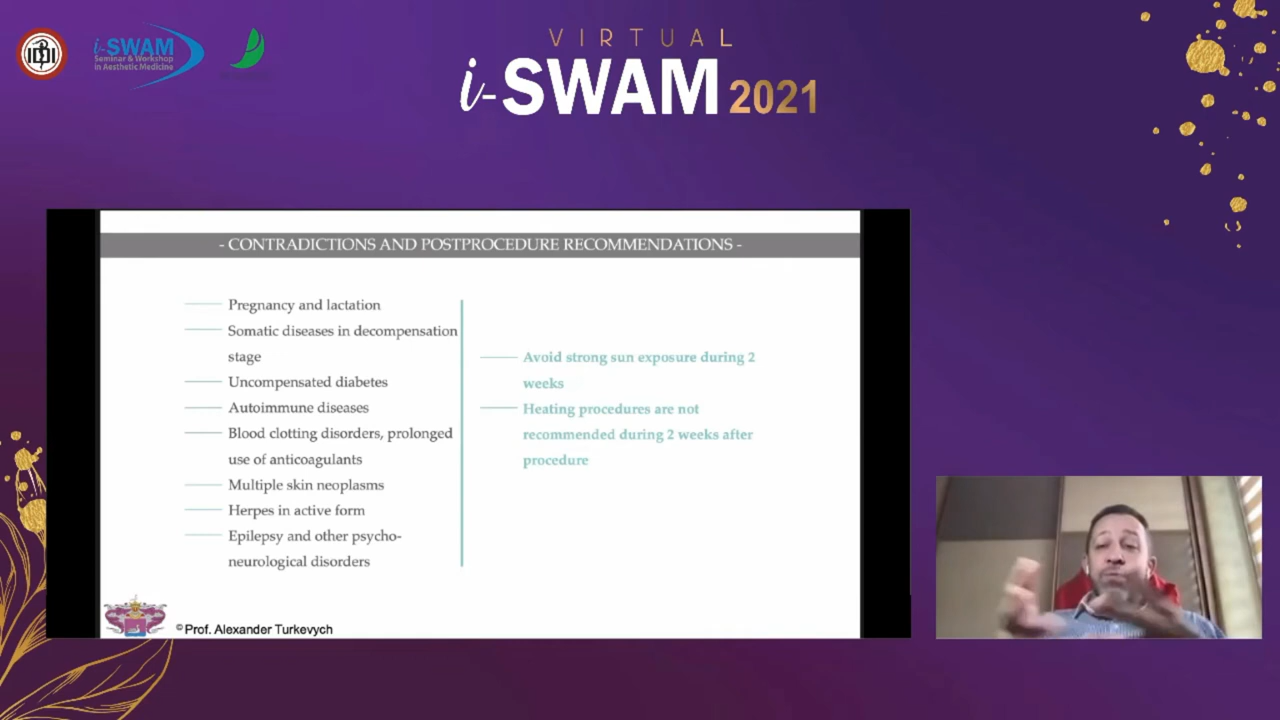 IDI
i-SWAM
Seminar & Workshop
in Aesthetic Medicine
VIRTUAL
i-SWAM 2021
- CONTRADICTIONS AND POSTPROCEDURE RECOMMENDATIONS -
Pregnancy and lactation
Somatic diseases in decompensation
stage
Uncompensated diabetes
Autoimmune diseases
Blood clotting disorders, prolonged
use of anticoagulants
Multiple skin neoplasms
Herpes in active form
Epilepsy and other psycho-
neurological disorders
Avoid strong sun exposure during 2
weeks
Heating procedures are not
recommended during 2 weeks after
procedure
© Prof. Alexander Turkevych